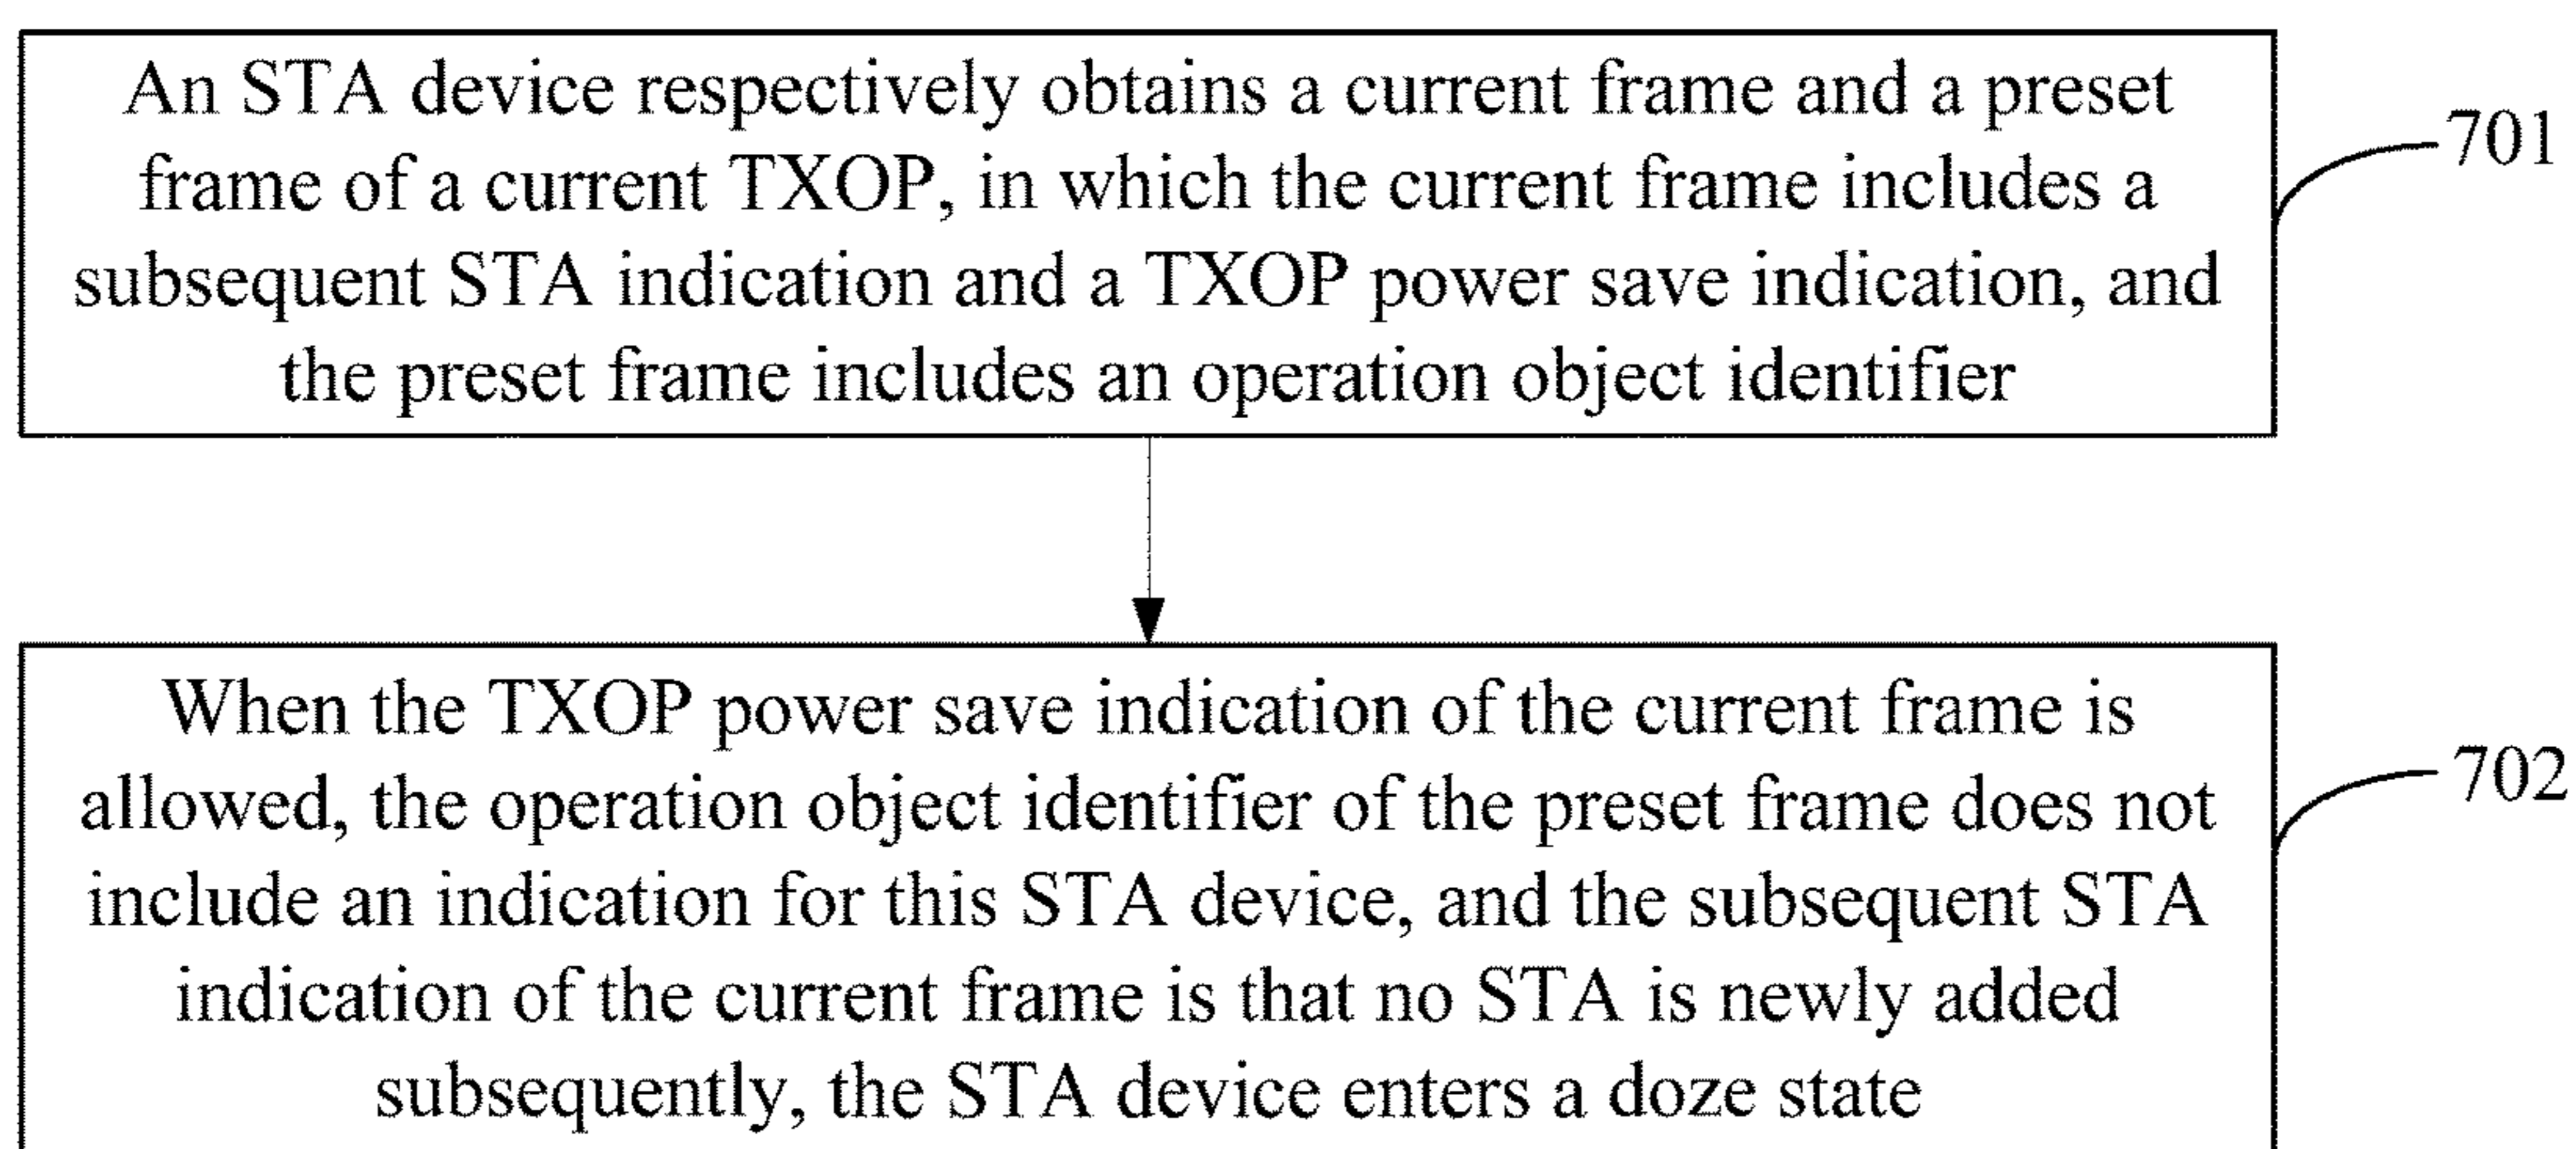 An STA device respectively obtains a current frame and a preset
frame of a current TXOP, in which the current frame includes a
subsequent STA indication and a TXOP power save indication, and
the preset frame includes an operation object identifier
701
When the TXOP power save indication of the current frame is
allowed, the operation object identifier of the preset frame does not
include an indication for this STA device, and the subsequent STA
indication of the current frame is that no STA is newly added
subsequently, the STA device enters a doze state
702